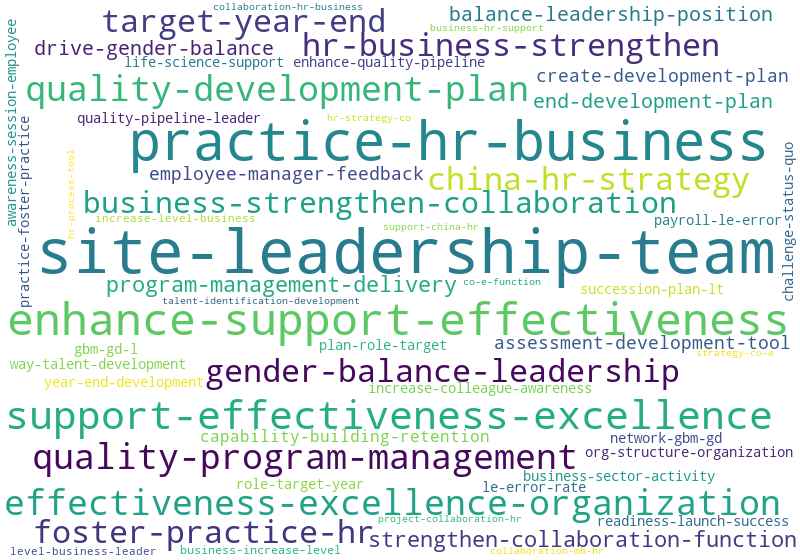 collaboration-hr-business
target-year-end
balance-leadership-position
business-hr-support
drive-gender-balance
hr-business-strengthen
life-science-support
enhance-quality-pipeline
awareness-session-employee
quality-development-plan
create-development-plan
end-development-plan
quality-pipeline-leader
hr-strategy-co
practice-foster-practice
practice-hr-business
hr-process-tool
employee-manager-feedback
china-hr-strategy
challenge-status-quo
business-strengthen-collaboration
increase-level-business
payroll-le-error
support-china-hr
site-leadership-team
program-management-delivery
co-e-function
succession-plan-lt
talent-identification-development
enhance-support-effectiveness
gbm-gd-l
plan-role-target
assessment-development-tool
strategy-co-e
way-talent-development
gender-balance-leadership
year-end-development
increase-colleague-awareness
support-effectiveness-excellence
capability-building-retention
network-gbm-gd
quality-program-management
org-structure-organization
business-sector-activity
role-target-year
le-error-rate
effectiveness-excellence-organization
project-collaboration-hr
readiness-launch-success
foster-practice-hr
strengthen-collaboration-function
level-business-leader
business-increase-level
collaboration-mb-hr